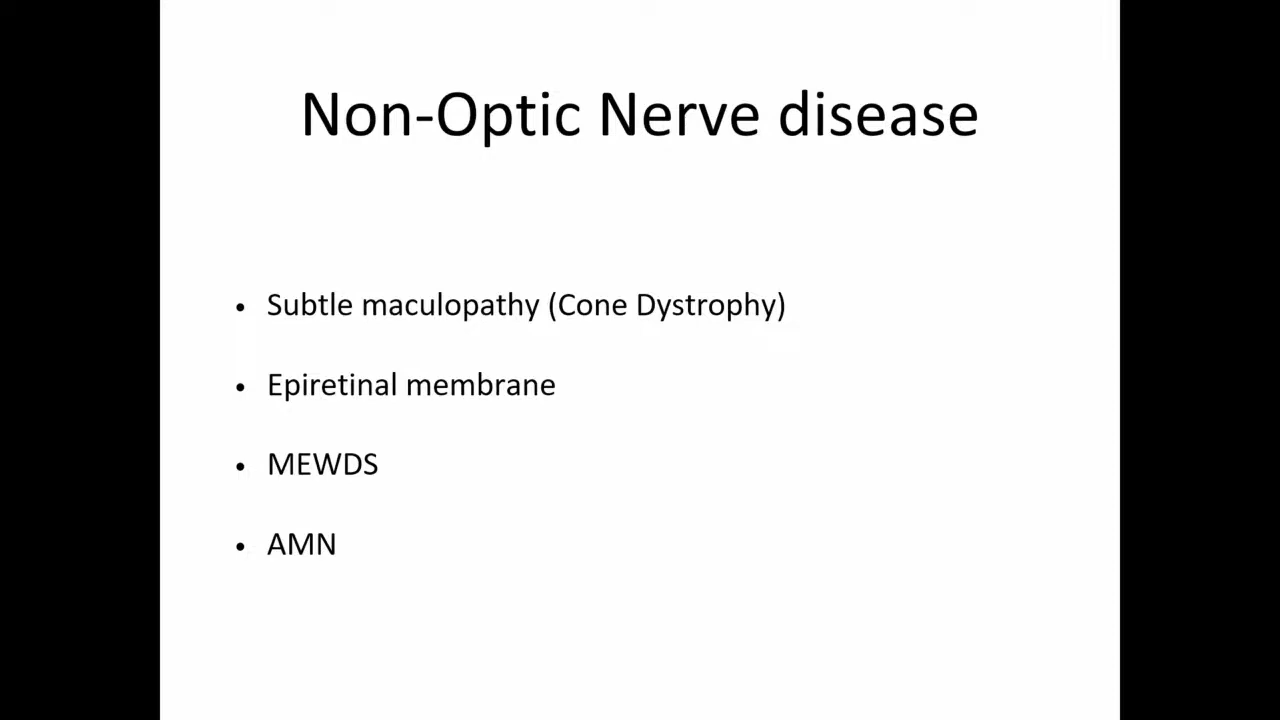 Non-Optic Nerve disease
• Subtle maculopathy (Cone Dystrophy)
• Epiretinal membrane
• MEWDS
• AMN